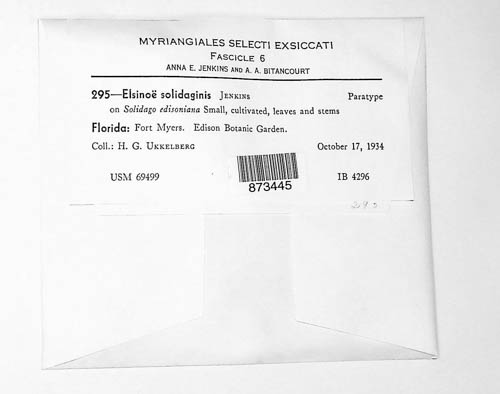 MYRIANGIALES SELECTI EXSICCATI
FASCICLE 6
ANNA E. JENKINS AND A. A. BITANCOURT
295—Elsinoë solidaginis JENKINS Paratype
on Solidago edisoniana Small, cultivated, leaves and stems
Florida: Fort Myers. Edison Botanic Garden.
Coll.: H. G. UKKELBERG October 17, 1934
USM 69499 IB 4296
873445